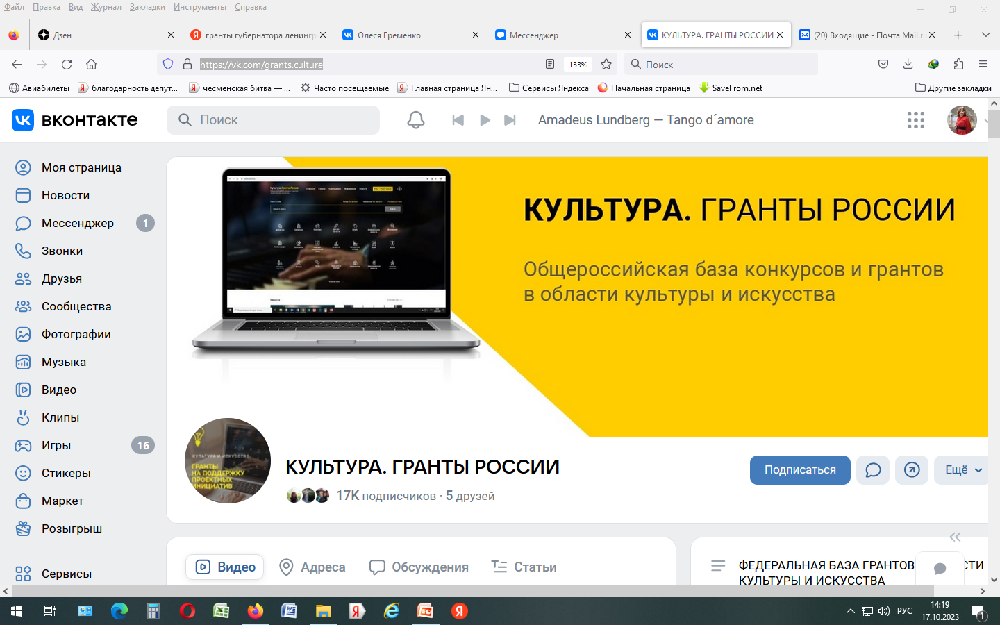 Файл Правка Вид Журнал Закладки Инструменты Справка
Дзен
гранты губернатора ленингр
Олеся Еременко
Мессенджер
КУЛЬТУРА. ГРАНТЫ РОССИИ
(20) Входящие - Почта Mail.ru
https://vk.com/grants.culture
133%
Поиск
Авиабилеты
благодарность депут...
чесменская битва — ...
Часто посещаемые
Главная страница Ян...
Сервисы Яндекса
Начальная страница
SaveFrom.net
Другие закладки
вконтакте
Поиск
Amadeus Lundberg — Tango d´amore
Моя страница
Новости
Мессенджер 1
Звонки
Друзья
Сообщества
Фотографии
Музыка
Видео
Клипы
Игры 16
Стикеры
Маркет
Розыгрыш
Сервисы
КУЛЬТУРА. ГРАНТЫ РОССИИ
Общероссийская база конкурсов и грантов
в области культуры и искусства
КУЛЬТУРА И ИСКУССТВО
ГРАНТЫ
НА ПОДДЕРЖКУ
ПРОЕКТНЫХ
ИНИЦИАТИВ
КУЛЬТУРА. ГРАНТЫ РОССИИ
17K подписчиков · 5 друзей
Подписаться
Ещё
Видео
Адреса
Обсуждения
Статьи
ФЕДЕРАЛЬНАЯ БАЗА ГРАНТОВ СТИ
КУЛЬТУРЫ И ИСКУССТВА
РУС
14:19
17.10.2023
1